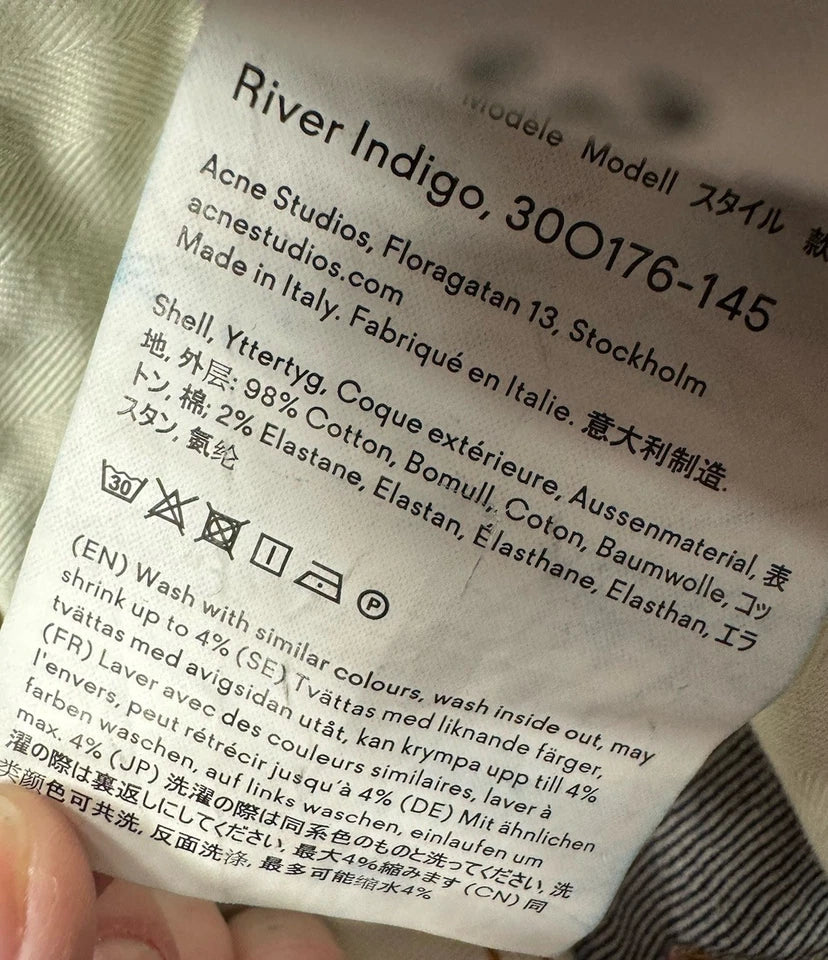 Modèle Modell スタイル 款
River Indigo, 30O176-145
Acne Studios, Floragatan 13, Stockholm
acnestudios.com
Made in Italy. Fabriqué en Italie. 意大利制造.
Shell, Yttertyg, Coque extérieure, Aussenmaterial, 表
地, 外层: 98% Cotton, Bomull, Coton, Baumwolle, コッ
トン, 棉; 2% Elastane, Elastan, Élasthane, Elasthan, エラ
スタン, 氨纶
30 P
(EN) Wash with similar colours, wash inside out, may
shrink up to 4% (SE) Tvättas med liknande färger,
tvättas med avigsidan utåt, kan krympa upp till 4%
(FR) Laver avec des couleurs similaires, laver à
l'envers, peut rétrécir jusqu'à 4% (DE) Mit ähnlichen
farben waschen, auf links waschen, einlaufen um
max. 4% (JP) 洗濯の際は同系色のものと洗ってください, 洗
濯の際は裏返しにしてください, 最大4%縮みます (CN) 同
类颜色可共洗, 反面洗涤, 最多可能缩水4%